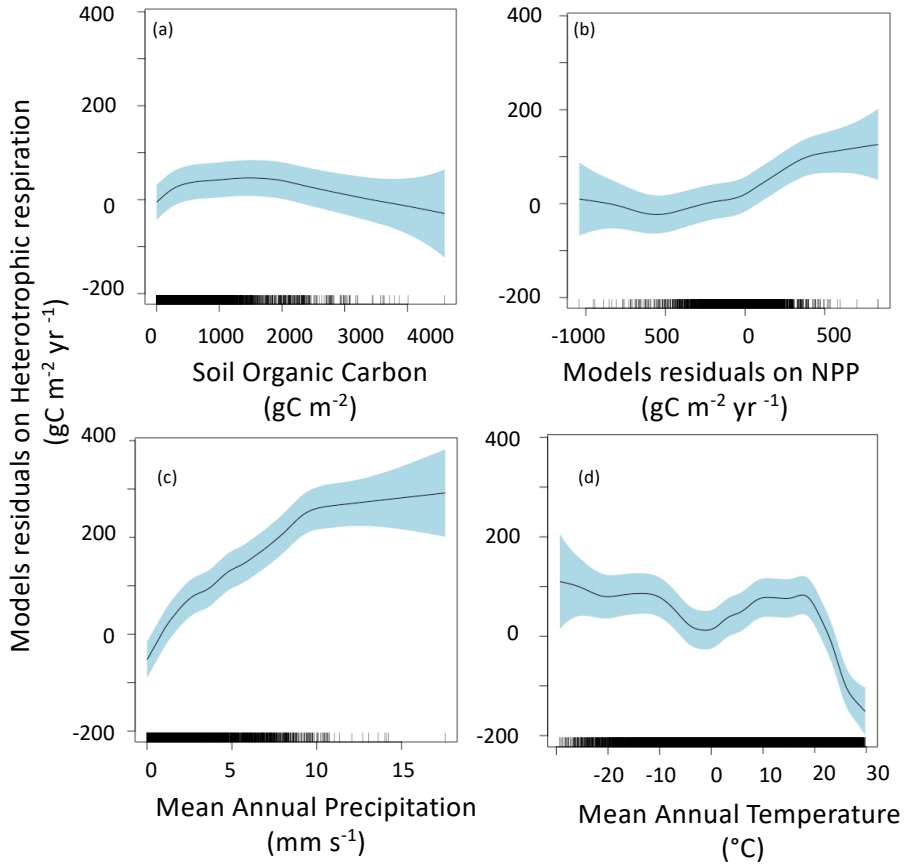 Models residuals on Heterotrophic respiration
(gC m⁻² yr ⁻¹)
(a)
400
200
0
-200
0 1000 2000 3000 4000
Soil Organic Carbon
(gC m⁻²)
(b)
400
200
0
-200
-1000 -500 0 500
Models residuals on NPP
(gC m⁻² yr ⁻¹)
(c)
400
200
0
-200
0 5 10 15
Mean Annual Precipitation
(mm s⁻¹)
(d)
400
200
0
-200
-20 -10 0 10 20 30
Mean Annual Temperature
(°C)